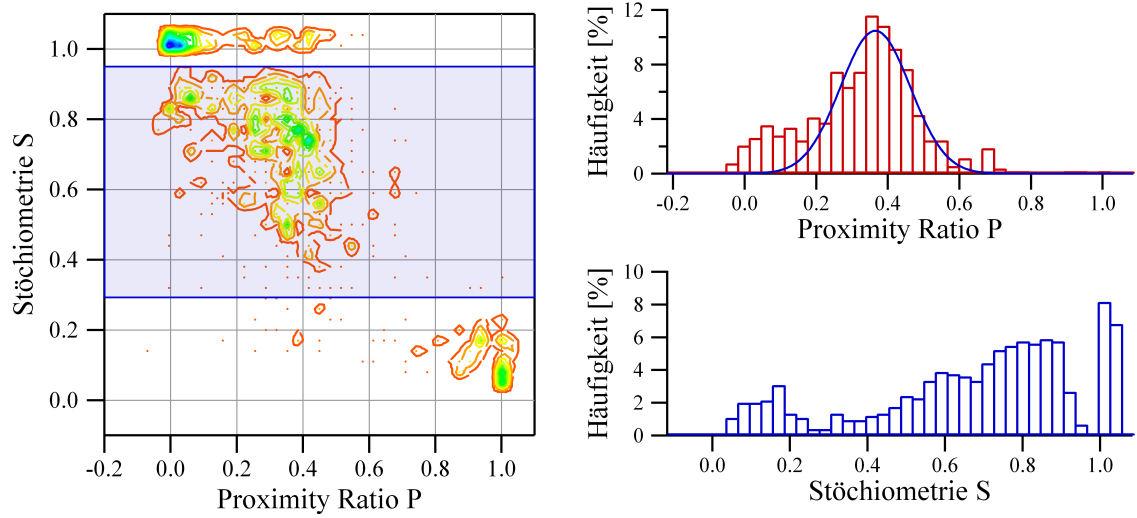 Stöchiometrie S
1.0
0.8
0.6
0.4
0.2
0.0
-0.2 0.0 0.2 0.4 0.6 0.8 1.0
Proximity Ratio P
Häufigkeit [%]
12
8
4
0
-0.2 0.0 0.2 0.4 0.6 0.8 1.0
Proximity Ratio P
Häufigkeit [%]
10
8
6
4
2
0
0.0 0.2 0.4 0.6 0.8 1.0
Stöchiometrie S